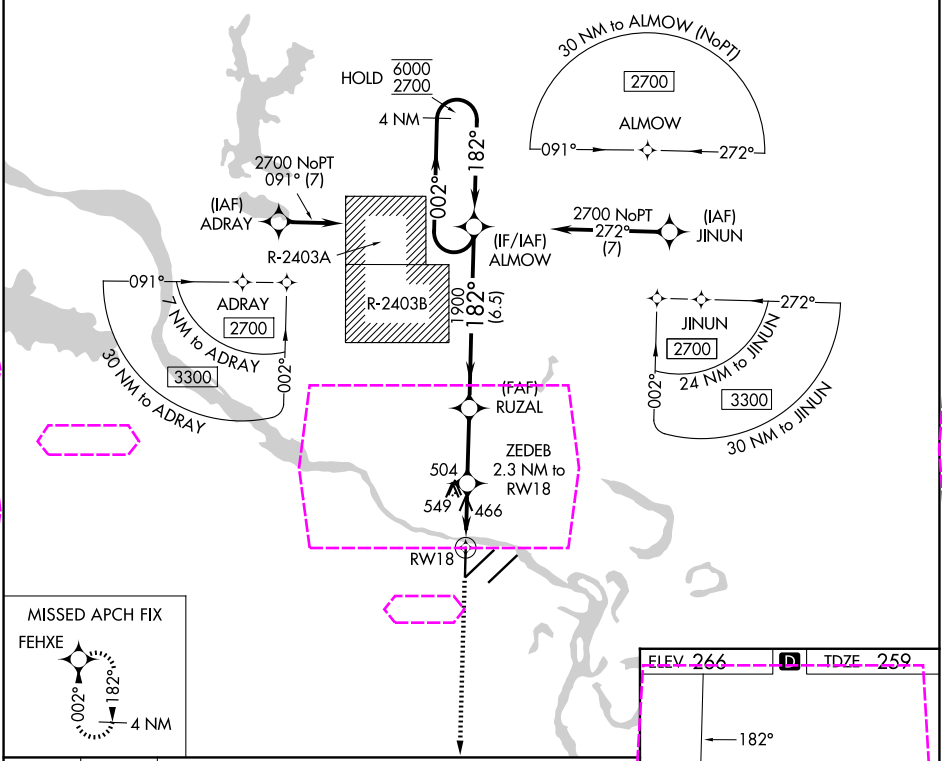 30 NM to ALMOW (NoPT)
2700
ALMOW
091°
272°
HOLD
6000
2700
4 NM
182°
002°
2700 NoPT
091° (7)
(IAF)
ADRAY
R-2403A
R-2403B
(IF/IAF)
ALMOW
2700 NoPT
272°
(7)
(IAF)
JINUN
1900
182°
(6.5)
091°
ADRAY
2700
7 NM to ADRAY
3300
30 NM to ADRAY
002°
272°
JINUN
2700
24 NM to JINUN
3300
30 NM to JINUN
002°
(FAF)
RUZAL
ZEDEB
2.3 NM to
RW18
504
549
466
RW18
MISSED APCH FIX
FEHXE
002°
182°
4 NM
ELEV 266
D
TDZE 259
182°